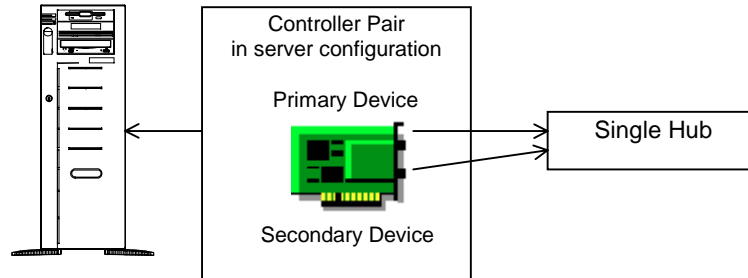 Controller Pair
in server configuration
Primary Device
Single Hub
Secondary Device